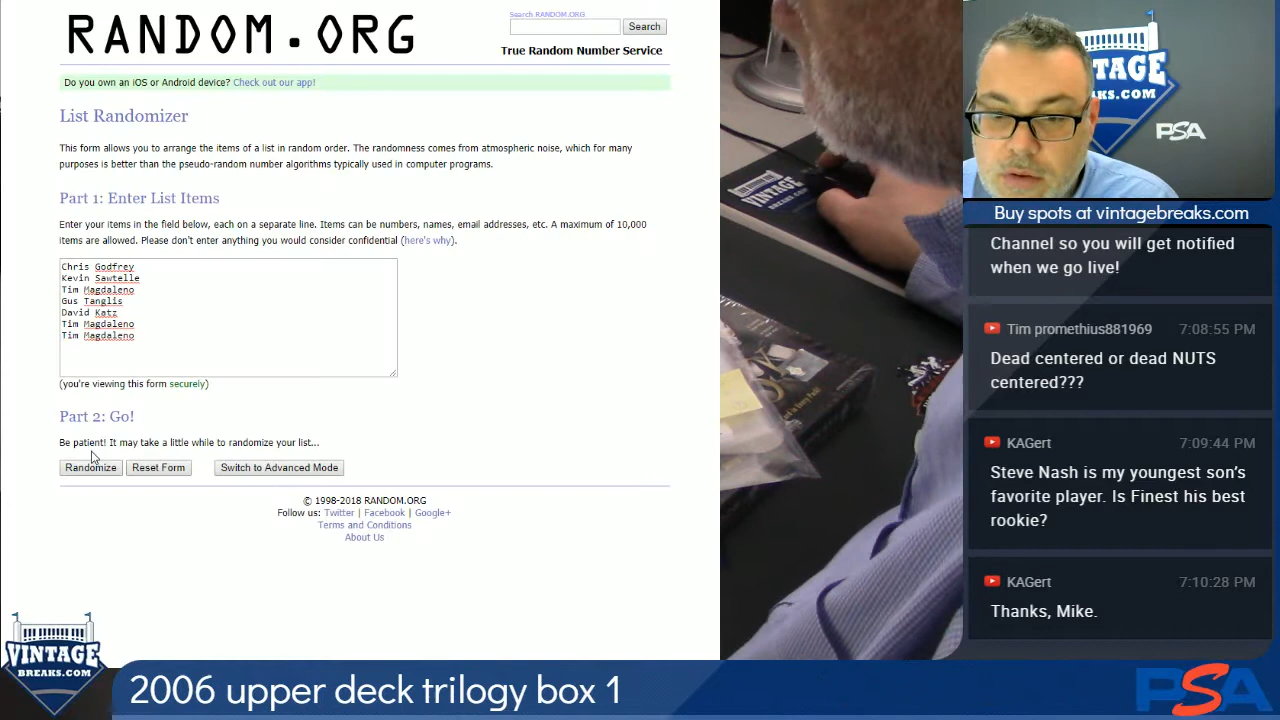 RANDOM.ORG
Search RANDOM.ORG
Search
True Random Number Service
Do you own an iOS or Android device? Check out our app!
List Randomizer
This form allows you to arrange the items of a list in random order. The randomness comes from atmospheric noise, which for many
purposes is better than the pseudo-random number algorithms typically used in computer programs.
Part 1: Enter List Items
Enter your items in the field below, each on a separate line. Items can be numbers, names, email addresses, etc. A maximum of 10,000
items are allowed. Please don't enter anything you would consider confidential (here's why).
Chris Godfrey
Kevin Sawtelle
Tim Magdaleno
Gus Tanglis
David Katz
Tim Magdaleno
Tim Magdaleno
(you're viewing this form securely)
Part 2: Go!
Be patient! It may take a little while to randomize your list...
Randomize
Reset Form
Switch to Advanced Mode
© 1998-2018 RANDOM.ORG
Follow us: Twitter | Facebook | Google+
Terms and Conditions
About Us
VINTAGE
BREAKS.COM
PSA
Buy spots at vintagebreaks.com
Channel so you will get notified
when we go live!
Tim promethius881969 7:08:55 PM
Dead centered or dead NUTS
centered???
KAGert 7:09:44 PM
Steve Nash is my youngest son's
favorite player. Is Finest his best
rookie?
KAGert 7:10:28 PM
Thanks, Mike.
VINTAGE
BREAKS.COM
2006 upper deck trilogy box 1
PSA